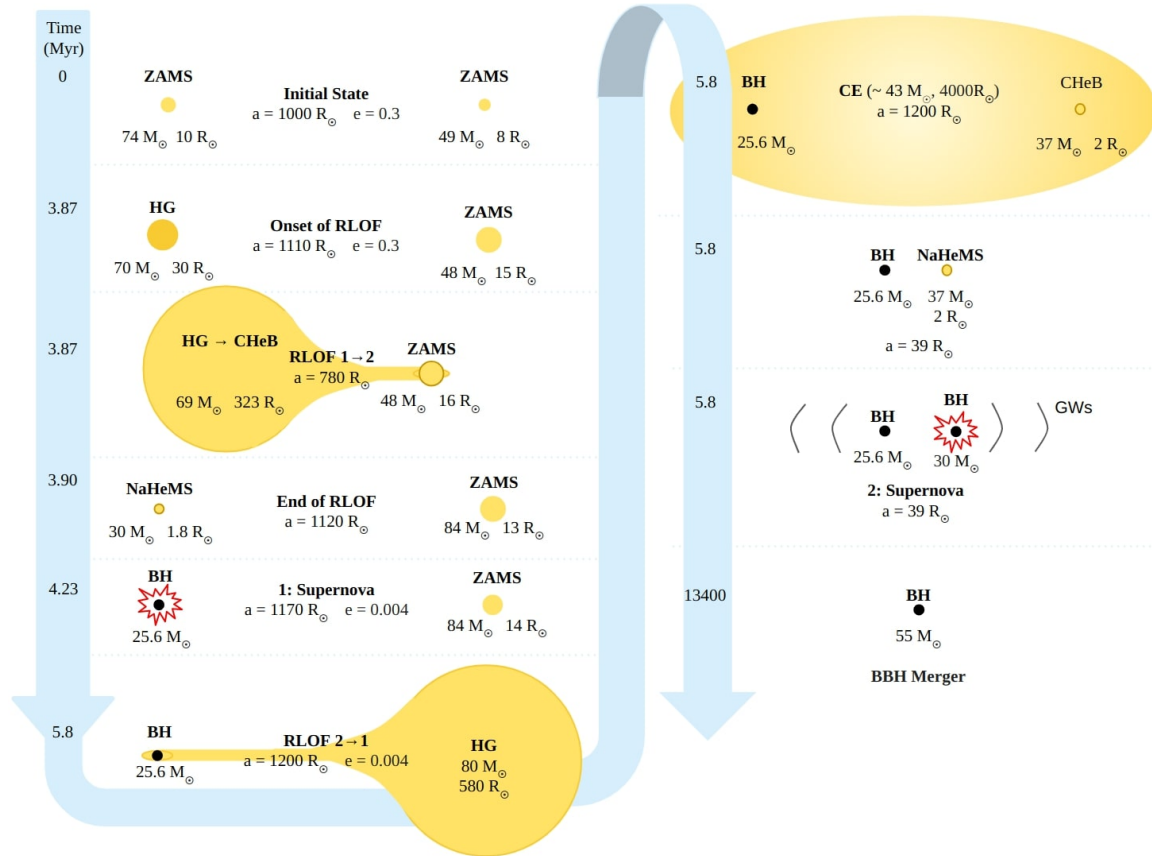 Time
(Myr)
0
ZAMS
Initial State
a = 1000 R☉ e = 0.3
ZAMS
74 M☉ 10 R☉
49 M☉ 8 R☉
3.87
HG
Onset of RLOF
a = 1110 R☉ e = 0.3
ZAMS
70 M☉ 30 R☉
48 M☉ 15 R☉
3.87
HG → CHeB
RLOF 1→2
a = 780 R☉
ZAMS
69 M☉ 323 R☉
48 M☉ 16 R☉
3.90
NaHeMS
End of RLOF
a = 1120 R☉
ZAMS
30 M☉ 1.8 R☉
84 M☉ 13 R☉
4.23
BH
1: Supernova
a = 1170 R☉ e = 0.004
ZAMS
25.6 M☉
84 M☉ 14 R☉
5.8
BH
RLOF 2→1
a = 1200 R☉ e = 0.004
25.6 M☉
HG
80 M☉
580 R☉
5.8
BH
CE (~ 43 M☉, 4000R☉)
a = 1200 R☉
CHeB
25.6 M☉
37 M☉ 2 R☉
5.8
BH NaHeMS
25.6 M☉ 37 M☉
2 R☉
a = 39 R☉
5.8
BH
BH
GWs
25.6 M☉ 30 M☉
2: Supernova
a = 39 R☉
13400
BH
55 M☉
BBH Merger